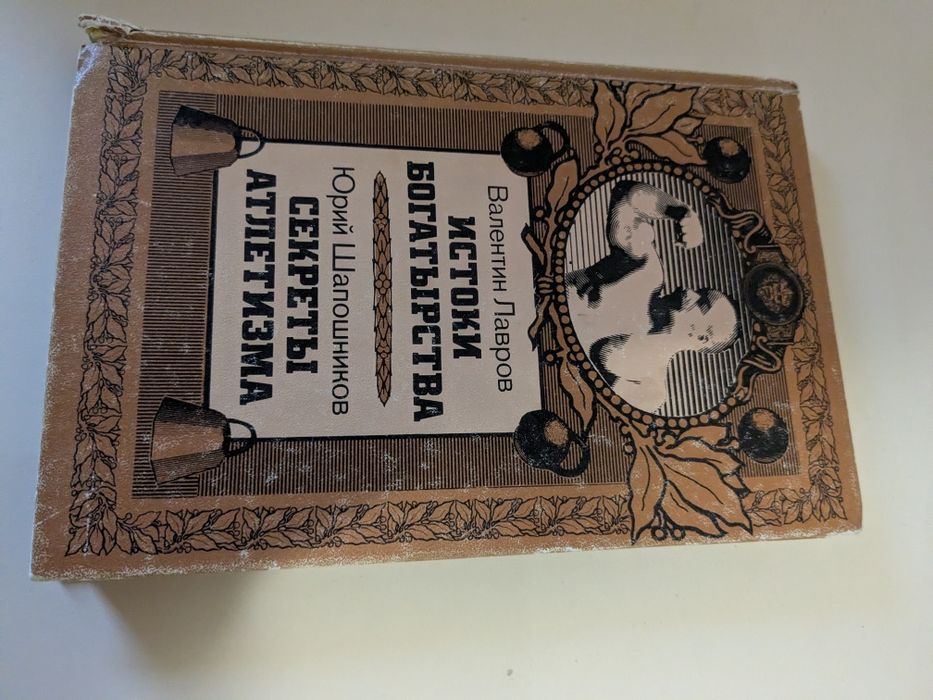 Валентин Лавров
ИСТОКИ
БОГАТЫРСТВА
Юрий Шапошников
СЕКРЕТЫ
АТЛЕТИЗМА